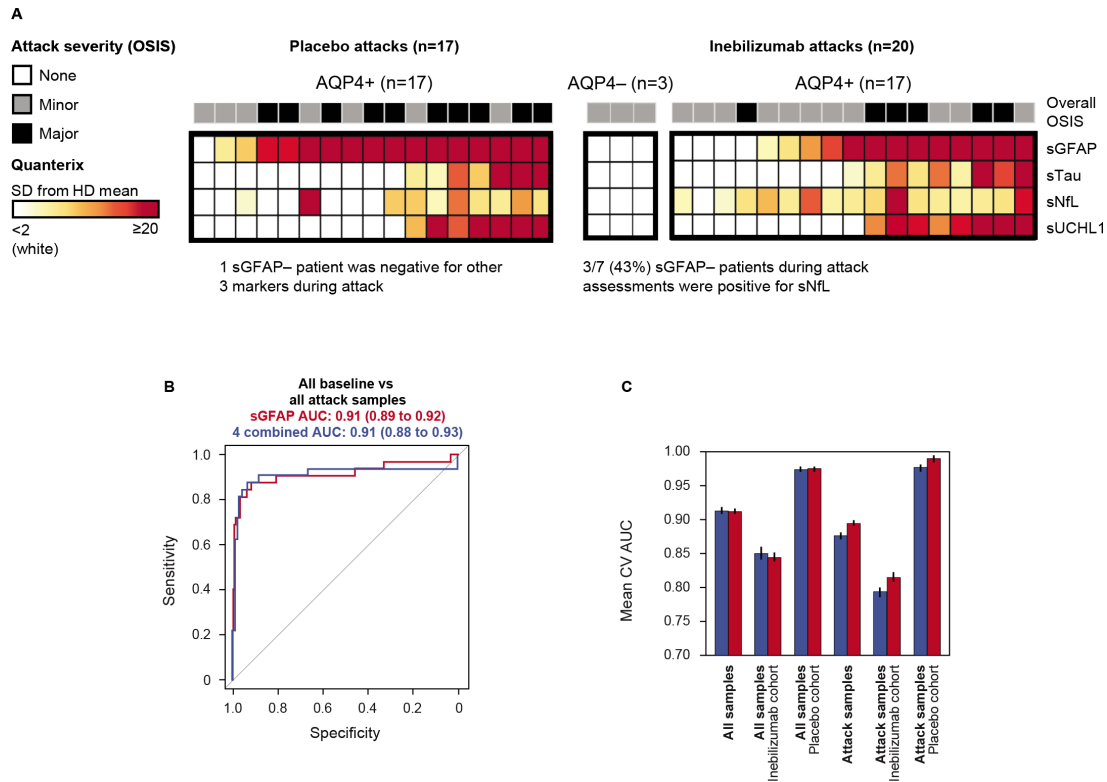 A
Attack severity (OSIS)
None
Minor
Major
Quanterix
SD from HD mean
<2
≥20
(white)
Placebo attacks (n=17)
AQP4+ (n=17)
Inebilizumab attacks (n=20)
AQP4– (n=3)
AQP4+ (n=17)
Overall
OSIS
sGFAP
sTau
sNfL
sUCHL1
1 sGFAP– patient was negative for other
3 markers during attack
3/7 (43%) sGFAP– patients during attack
assessments were positive for sNfL
B
All baseline vs
all attack samples
sGFAP AUC: 0.91 (0.89 to 0.92)
4 combined AUC: 0.91 (0.88 to 0.93)
Sensitivity
1.0
0.8
0.6
0.4
0.2
0
1.0
0.8
0.6
0.4
0.2
0
Specificity
C
Mean CV AUC
1.00
0.95
0.90
0.85
0.80
0.75
0.70
All samples
All samples
Inebilizumab cohort
All samples
Placebo cohort
Attack samples
Attack samples
Inebilizumab cohort
Attack samples
Placebo cohort